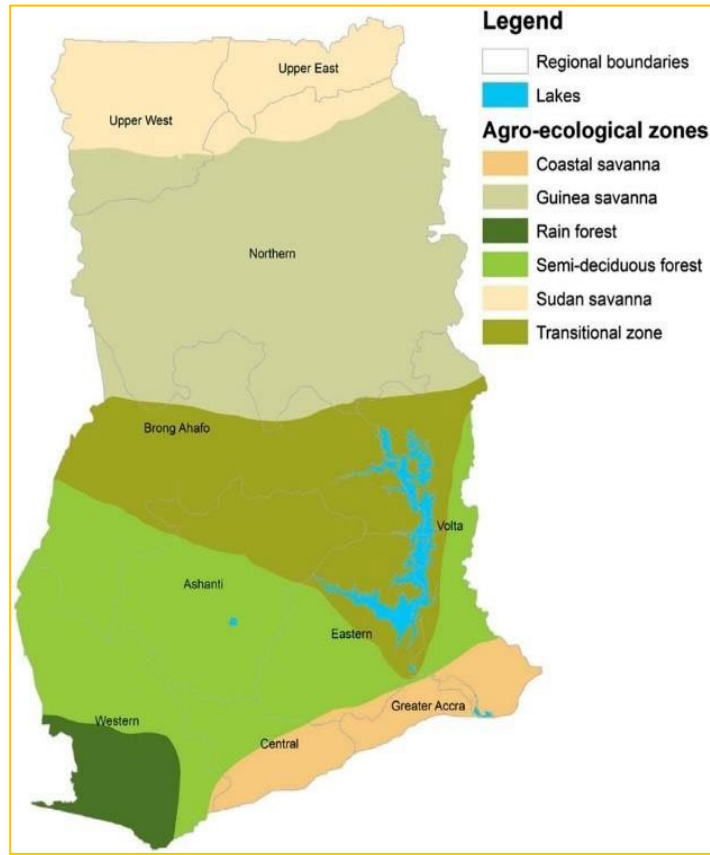 Legend
Regional boundaries
Lakes
Agro-ecological zones
Coastal savanna
Guinea savanna
Rain forest
Semi-deciduous forest
Sudan savanna
Transitional zone
Upper East
Upper West
Northern
Brong Ahafo
Volta
Ashanti
Eastern
Greater Accra
Western
Central